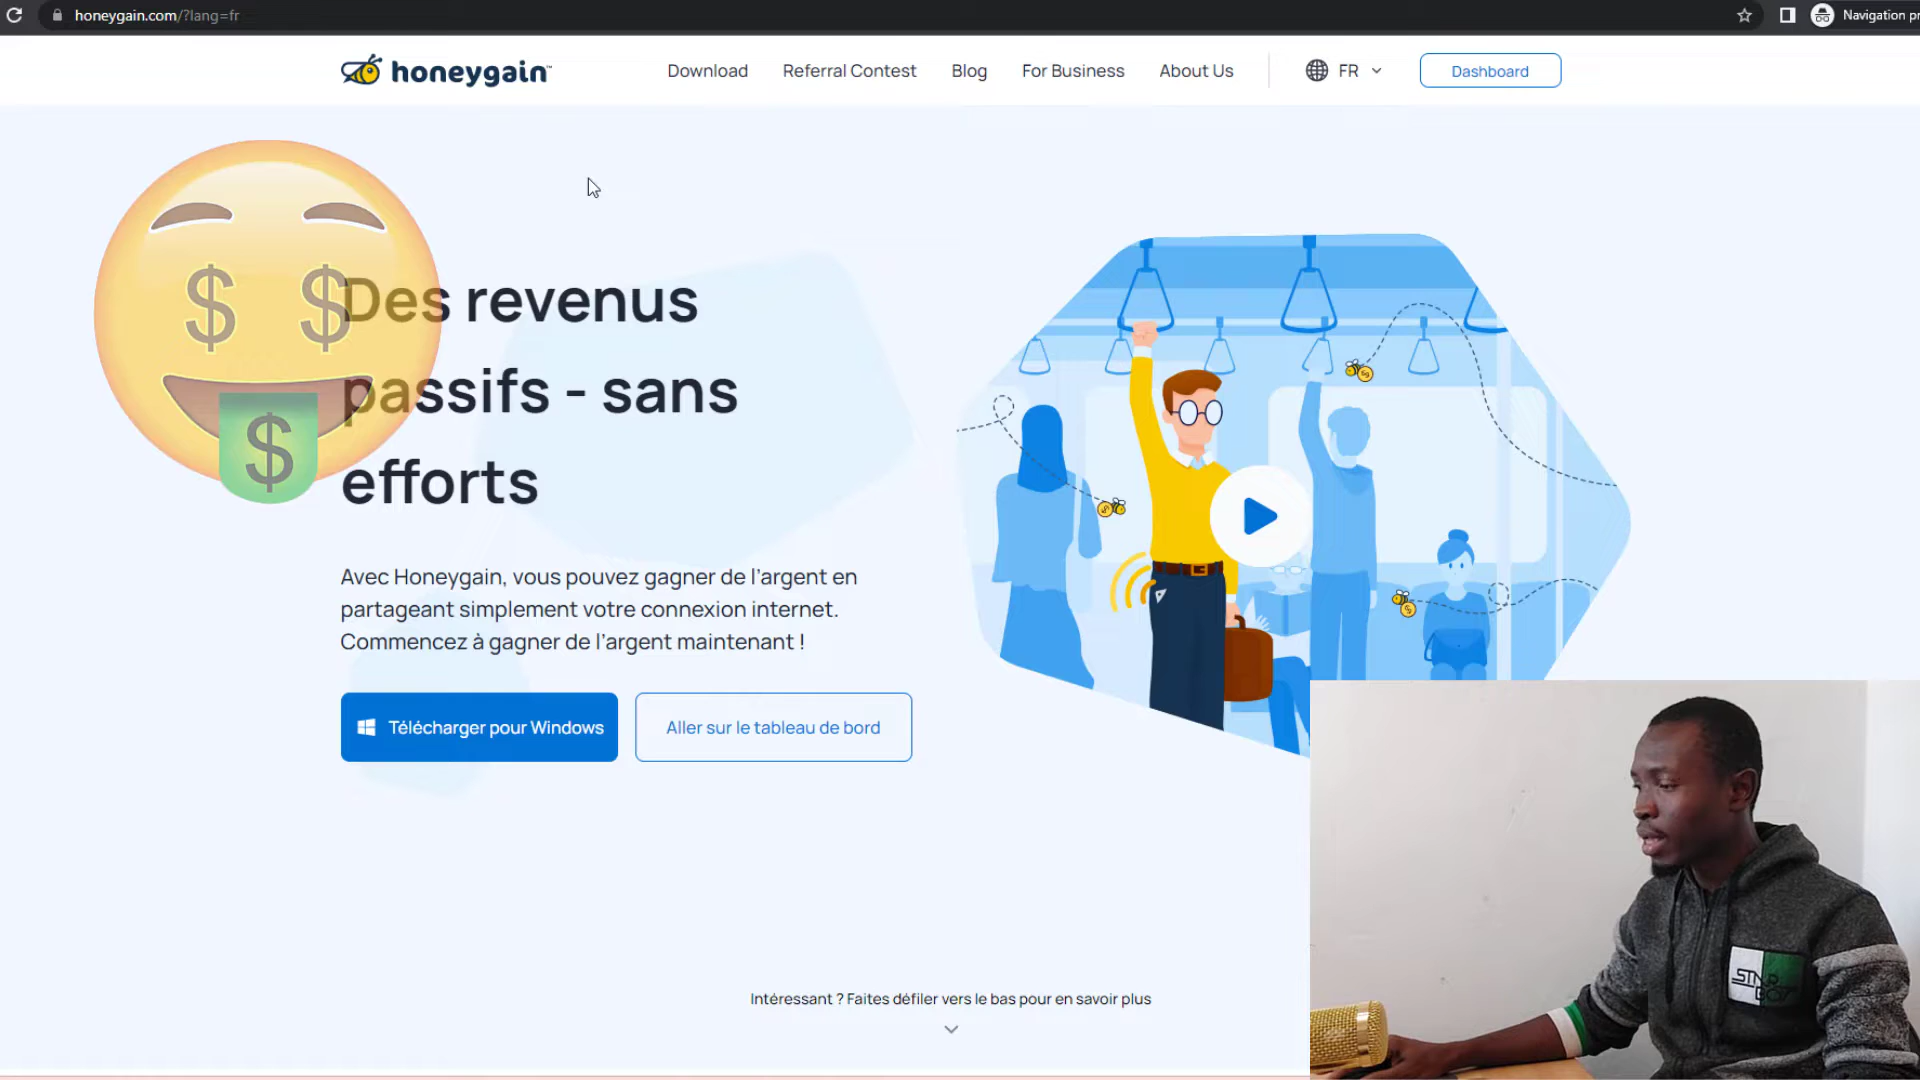 honeygain.com/?lang=fr
Navigation pr
honeygain™
Download
Referral Contest
Blog
For Business
About Us
FR
Dashboard
Des revenus
passifs - sans
efforts
Avec Honeygain, vous pouvez gagner de l'argent en
partageant simplement votre connexion internet.
Commencez à gagner de l'argent maintenant !
Télécharger pour Windows
Aller sur le tableau de bord
Intéressant ? Faites défiler vers le bas pour en savoir plus